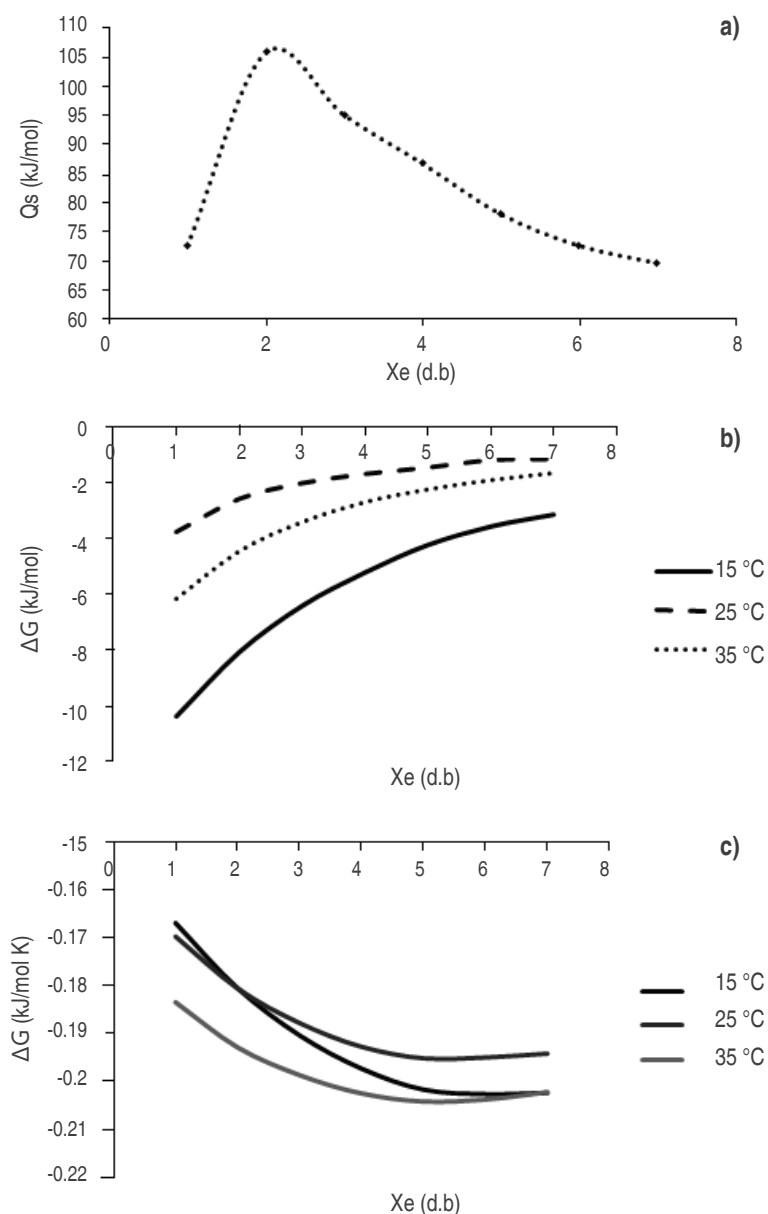 a)
110
105
100
95
90
85
80
75
70
65
60
Qs (kJ/mol)
0 2 4 6 8
Xe (d.b)
b)
0
-2
-4
-6
-8
-10
-12
ΔG (kJ/mol)
0 1 2 3 4 5 6 7 8
Xe (d.b)
15 °C
25 °C
35 °C
c)
-15
-0.16
-0.17
-0.18
-0.19
-0.2
-0.21
-0.22
ΔG (kJ/mol K)
0 1 2 3 4 5 6 7 8
Xe (d.b)
15 °C
25 °C
35 °C